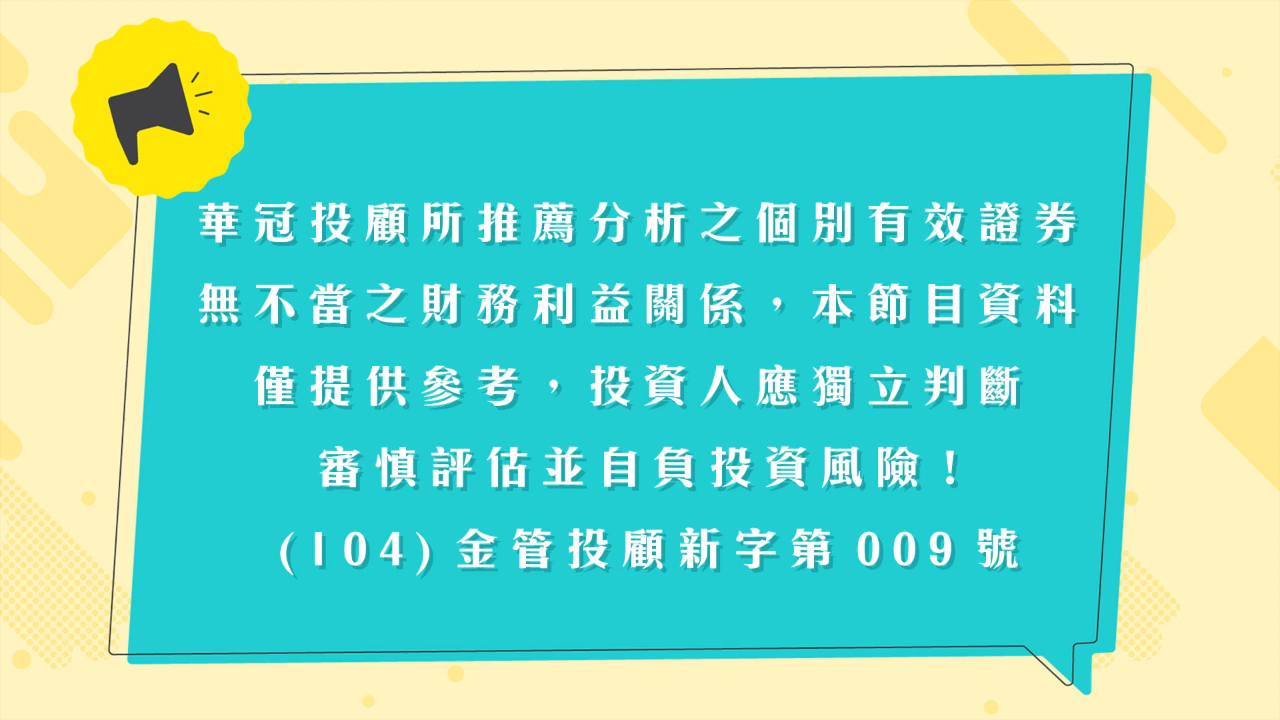 華冠投顧所推薦分析之個別有效證券
無不當之財務利益關係，本節目資料
僅提供參考，投資人應獨立判斷
審慎評估並自負投資風險！
(104) 金管投顧新字第 009 號